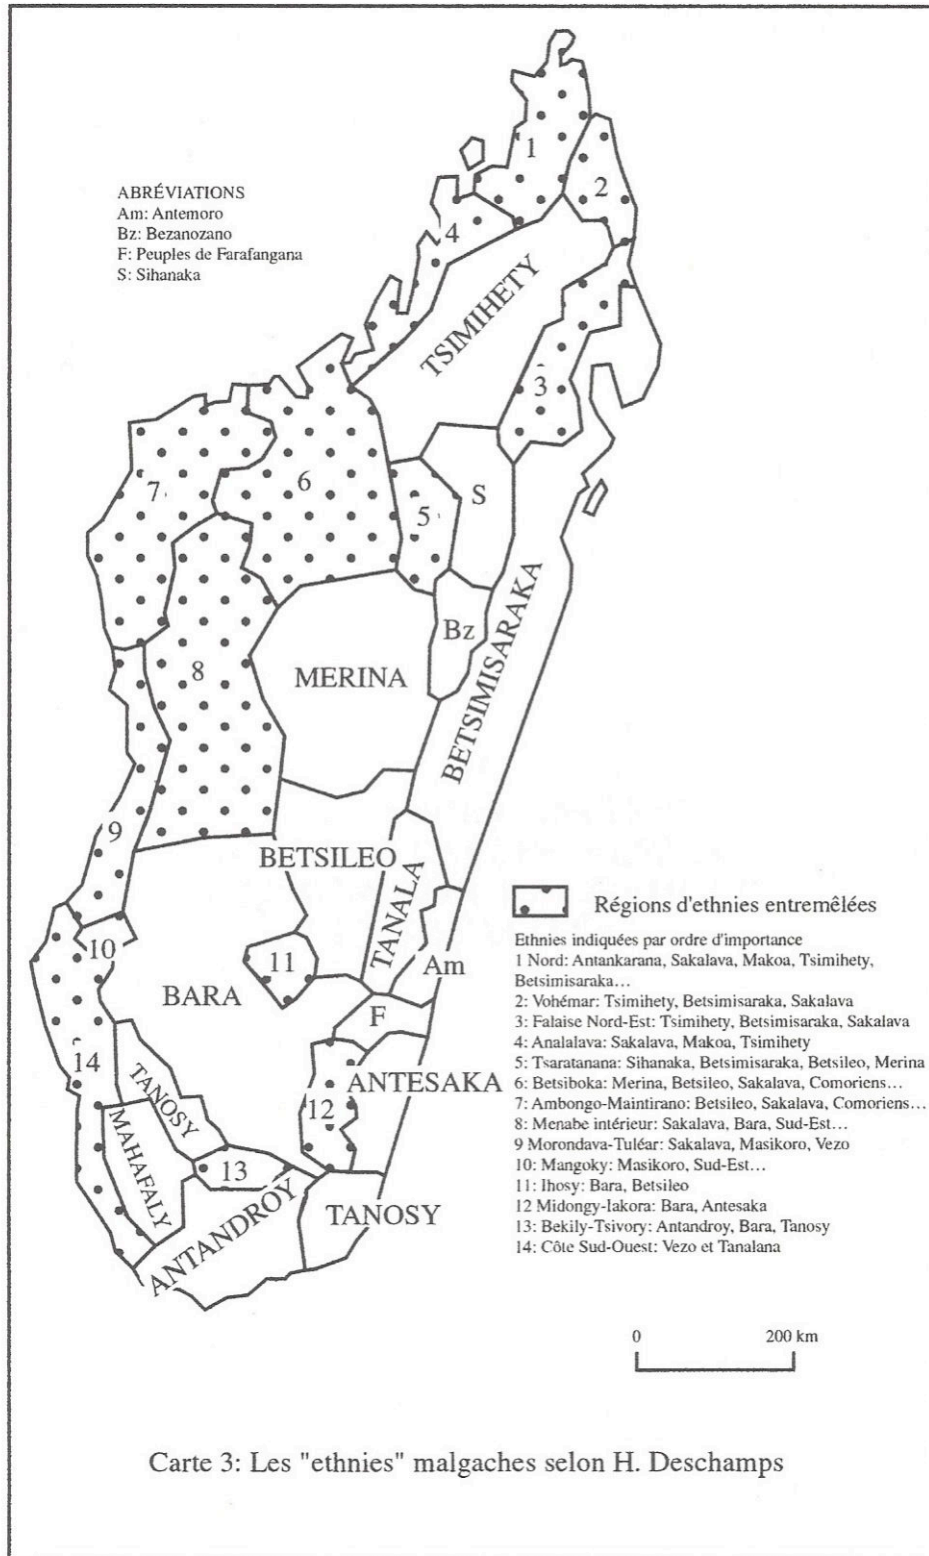 ABRÉVIATIONS
Am: Antemoro
Bz: Bezanozano
F: Peuples de Farafangana
S: Sihanaka
1
2
4
TSIMIHETY
3
7
6
5
S
Bz
8
MERINA
BETSIMISARAKA
9
BETSILEO
TANALA
10
11
Am
BARA
F
14
TANOSY
ANTESAKA
12
MAHAFALY
13
ANTANDROY
TANOSY
Régions d'ethnies entremêlées
Ethnies indiquées par ordre d'importance
1 Nord: Antankarana, Sakalava, Makoa, Tsimihety,
Betsimisaraka...
2: Vohémar: Tsimihety, Betsimisaraka, Sakalava
3: Falaise Nord-Est: Tsimihety, Betsimisaraka, Sakalava
4: Analalava: Sakalava, Makoa, Tsimihety
5: Tsaratanana: Sihanaka, Betsimisaraka, Betsileo, Merina
6: Betsiboka: Merina, Betsileo, Sakalava, Comoriens...
7: Ambongo-Maintirano: Betsileo, Sakalava, Comoriens...
8: Menabe intérieur: Sakalava, Bara, Sud-Est...
9 Morondava-Tuléar: Sakalava, Masikoro, Vezo
10: Mangoky: Masikoro, Sud-Est...
11: Ihosy: Bara, Betsileo
12 Midongy-Iakora: Bara, Antesaka
13: Bekily-Tsivory: Antandroy, Bara, Tanosy
14: Côte Sud-Ouest: Vezo et Tanalana
0 200 km
Carte 3: Les "ethnies" malgaches selon H. Deschamps